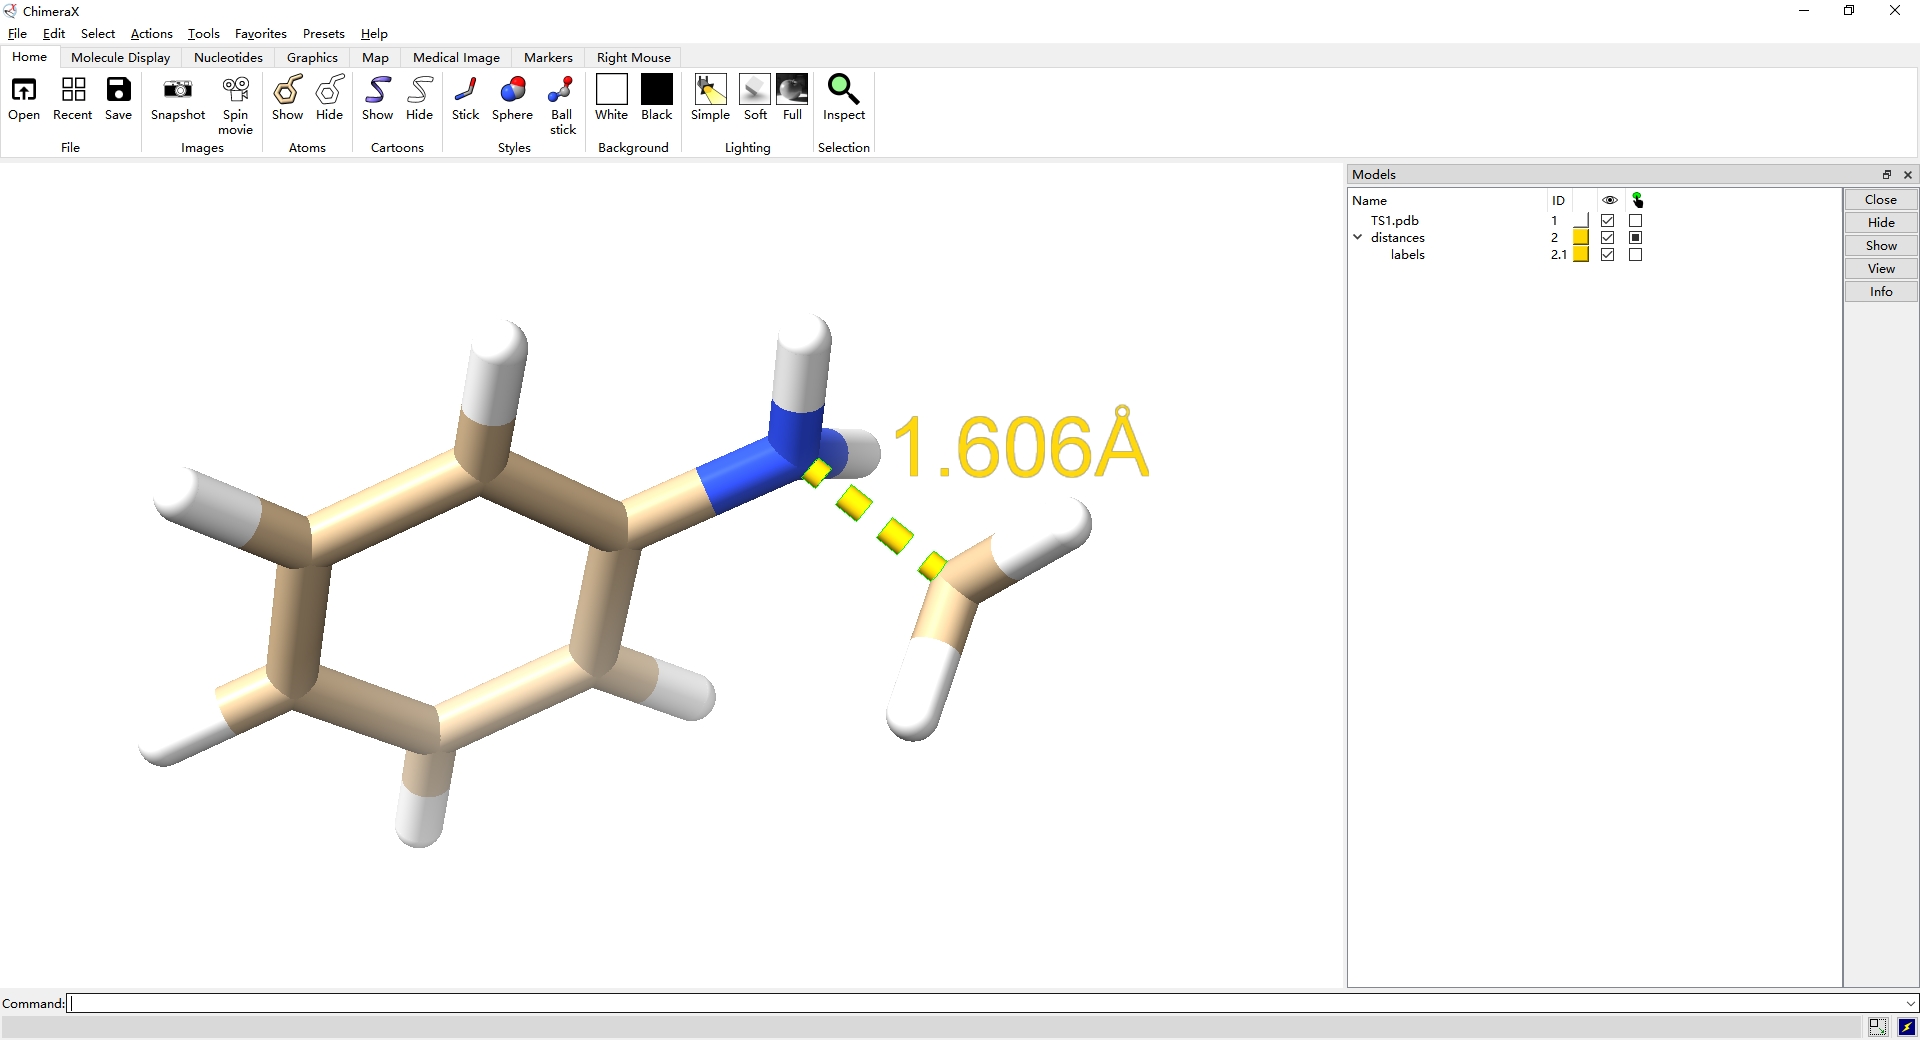 ChimeraX
File Edit Select Actions Tools Favorites Presets Help
Home Molecule Display Nucleotides Graphics Map Medical Image Markers Right Mouse
Open Recent Save Snapshot Spin movie Show Hide Show Hide Stick Sphere Ball stick White Black Simple Soft Full Inspect
File Images Atoms Cartoons Styles Background Lighting Selection
Models
Name ID
TS1.pdb 1
distances 2
labels 2.1
Close
Hide
Show
View
Info
1.606Å
Command: